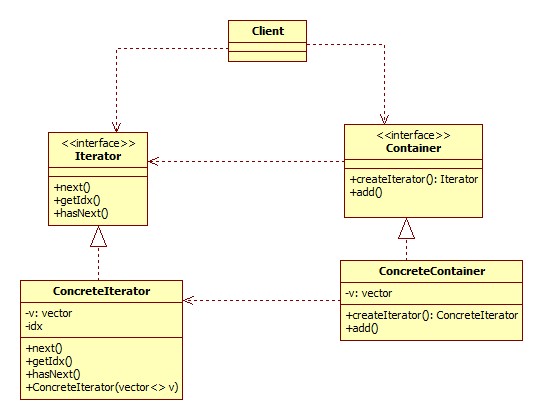 Client
<<interface>>
Iterator
+next()
+getIdx()
+hasNext()
<<interface>>
Container
+createIterator(): Iterator
+add()
ConcreteIterator
-v: vector
-idx
+next()
+getIdx()
+hasNext()
+ConcreteIterator(vector<> v)
ConcreteContainer
-v: vector
+createIterator(): ConcreteIterator
+add()